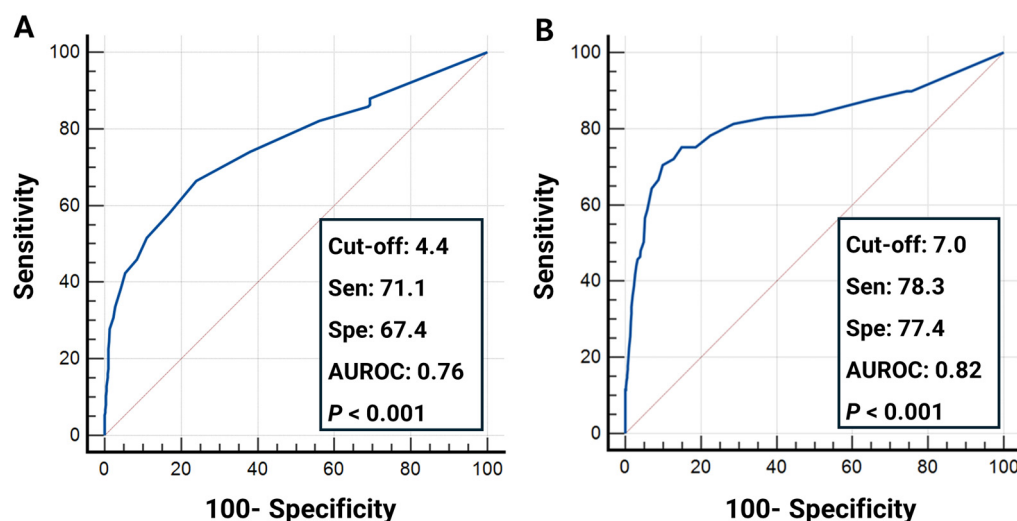 A
100
80
60
40
20
0
Sensitivity
Cut-off: 4.4
Sen: 71.1
Spe: 67.4
AUROC: 0.76
P < 0.001
0 20 40 60 80 100
100- Specificity
B
100
80
60
40
20
0
Sensitivity
Cut-off: 7.0
Sen: 78.3
Spe: 77.4
AUROC: 0.82
P < 0.001
0 20 40 60 80 100
100- Specificity